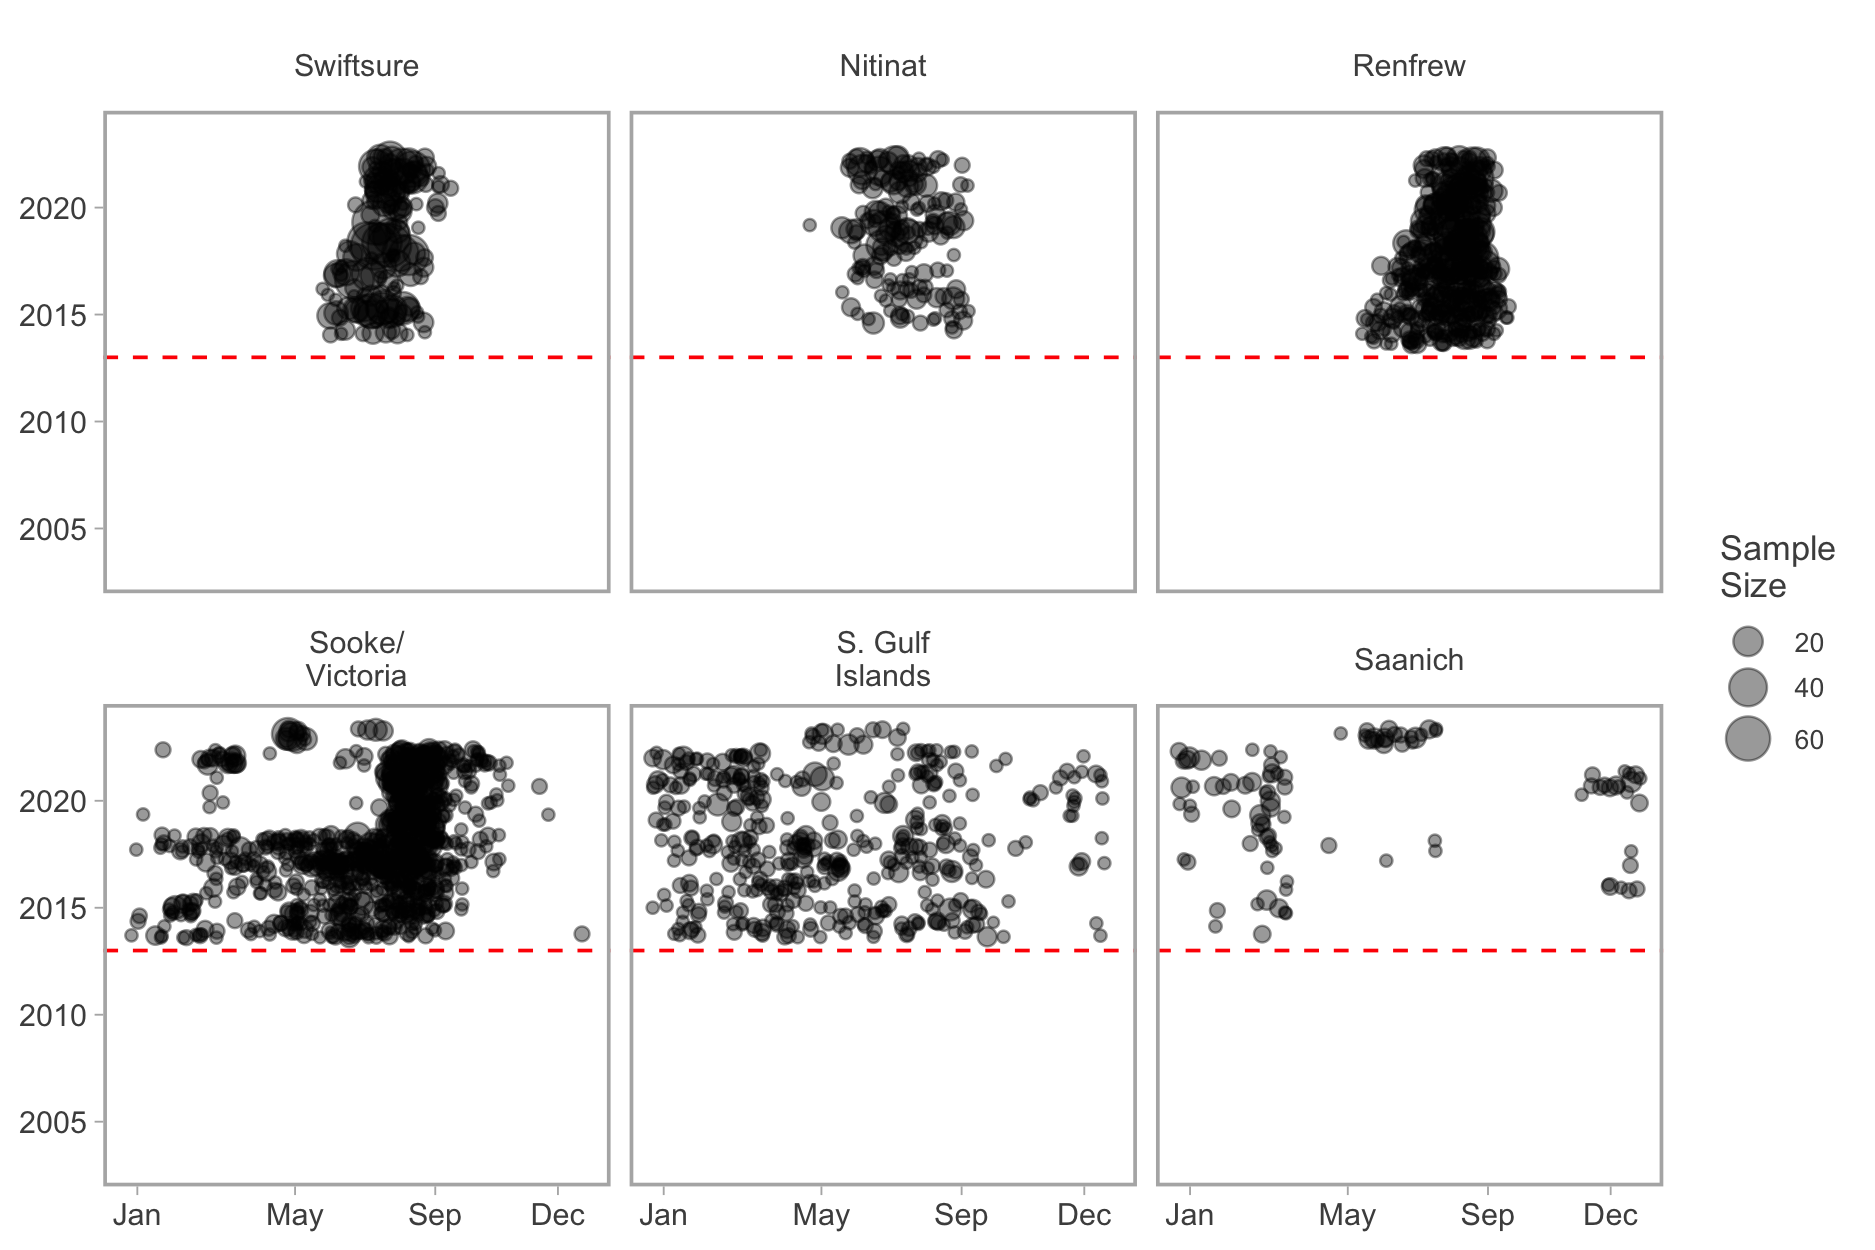 Swiftsure
Nitinat
Renfrew
2020
2015
2010
2005
Sooke/
Victoria
S. Gulf
Islands
Saanich
2020
2015
2010
2005
Jan
May
Sep
Dec
Jan
May
Sep
Dec
Jan
May
Sep
Dec
Sample
Size
20
40
60